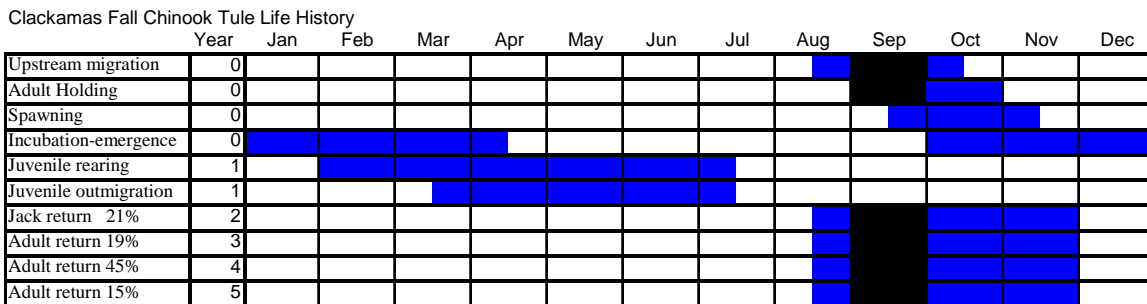 Clackamas Fall Chinook Tule Life History
Year Jan Feb Mar Apr May Jun Jul Aug Sep Oct Nov Dec
Upstream migration 0
Adult Holding 0
Spawning 0
Incubation-emergence 0
Juvenile rearing 1
Juvenile outmigration 1
Jack return 21% 2
Adult return 19% 3
Adult return 45% 4
Adult return 15% 5